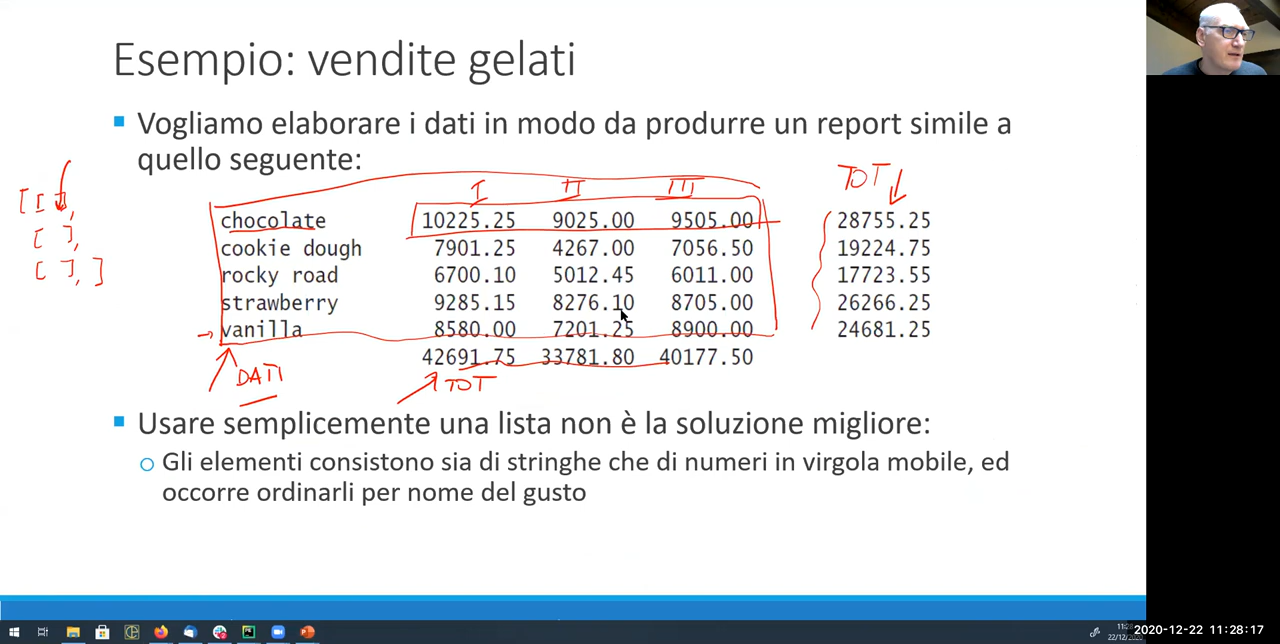 Esempio: vendite gelati
Vogliamo elaborare i dati in modo da produrre un report simile a
quello seguente:
I II III TOT
chocolate 10225.25 9025.00 9505.00 28755.25
cookie dough 7901.25 4267.00 7056.50 19224.75
rocky road 6700.10 5012.45 6011.00 17723.55
strawberry 9285.15 8276.10 8705.00 26266.25
vanilla 8580.00 7201.25 8900.00 24681.25
42691.75 33781.80 40177.50
DATI TOT
Usare semplicemente una lista non è la soluzione migliore:
Gli elementi consistono sia di stringhe che di numeri in virgola mobile, ed
occorre ordinarli per nome del gusto
2020-12-22 11:28:17